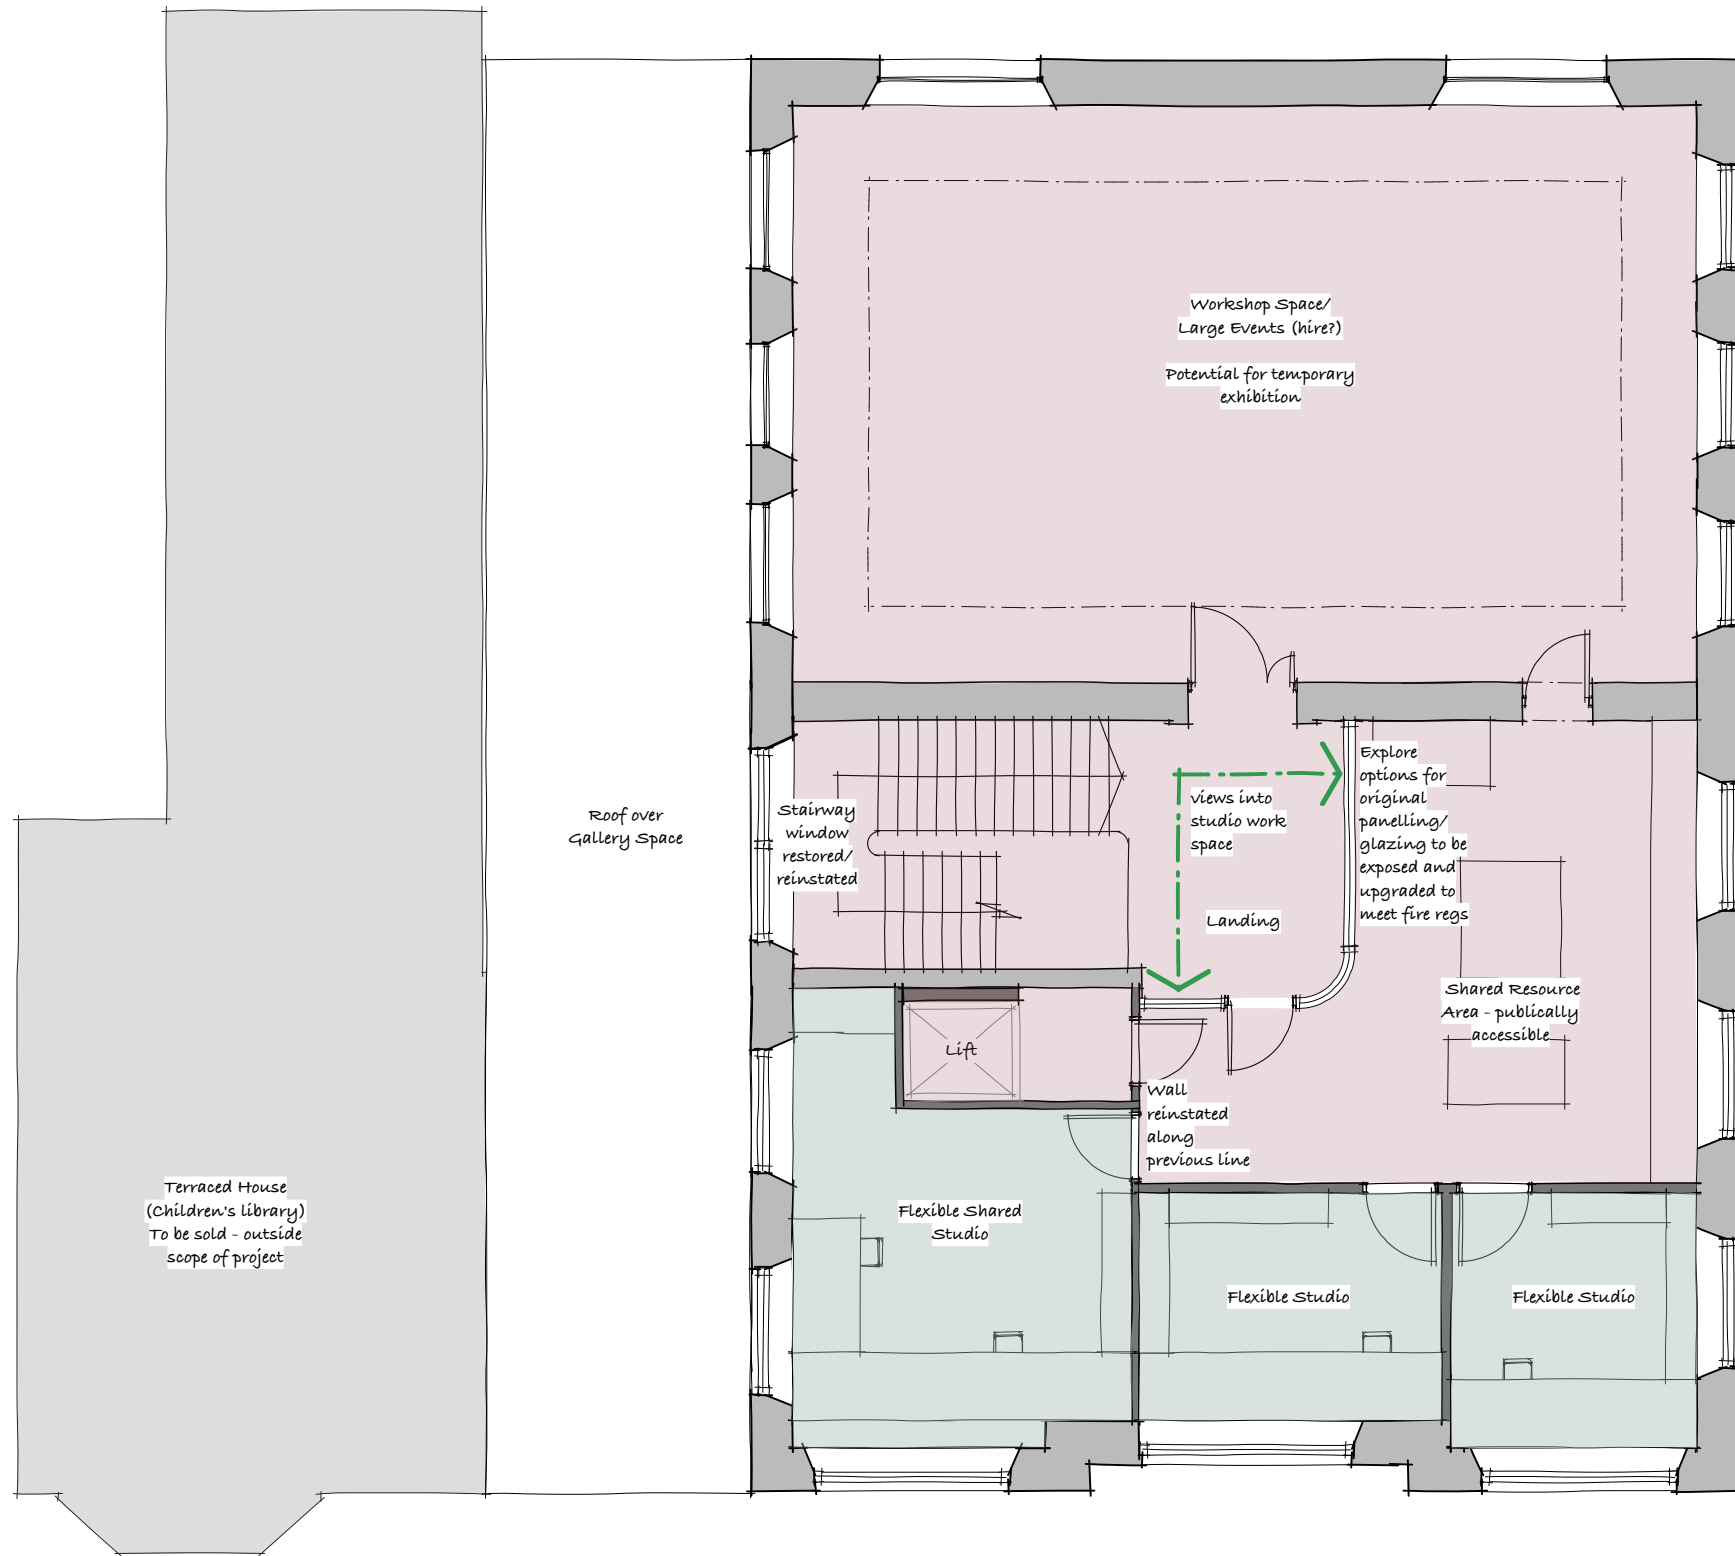 Workshop Space/
Large Events (hire?)
Potential for temporary
exhibition
Roof over
Gallery Space
Stairway
window
restored/
reinstated
views into
studio work
space
Landing
Explore
options for
original
panelling/
glazing to be
exposed and
upgraded to
meet fire regs
Shared Resource
Area - publically
accessible
Lift
Wall
reinstated
along
previous line
Terraced House
(Children's library)
To be sold - outside
scope of project
Flexible Shared
Studio
Flexible Studio
Flexible Studio